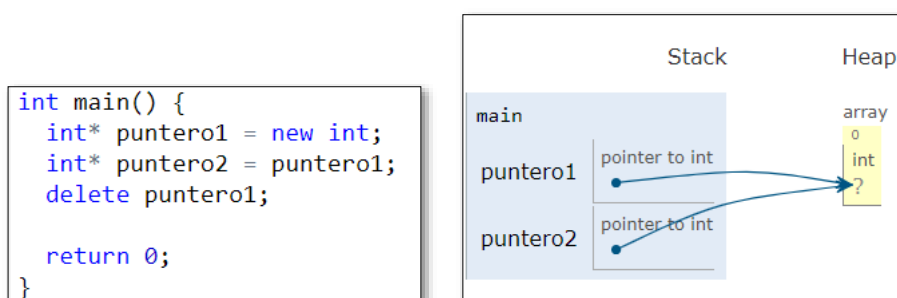 int main() {
int* puntero1 = new int;
int* puntero2 = puntero1;
delete puntero1;
return 0;
}
Stack Heap
main
array
0
int
?
puntero1 pointer to int
puntero2 pointer to int